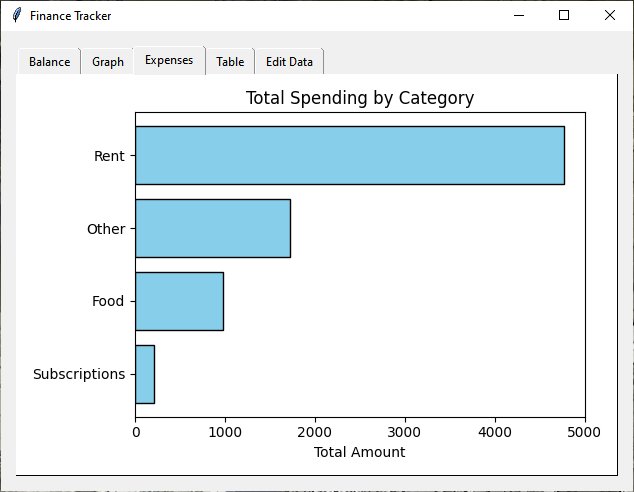 Finance Tracker
Balance Graph Expenses Table Edit Data
Total Spending by Category
Rent
Other
Food
Subscriptions
0 1000 2000 3000 4000 5000
Total Amount